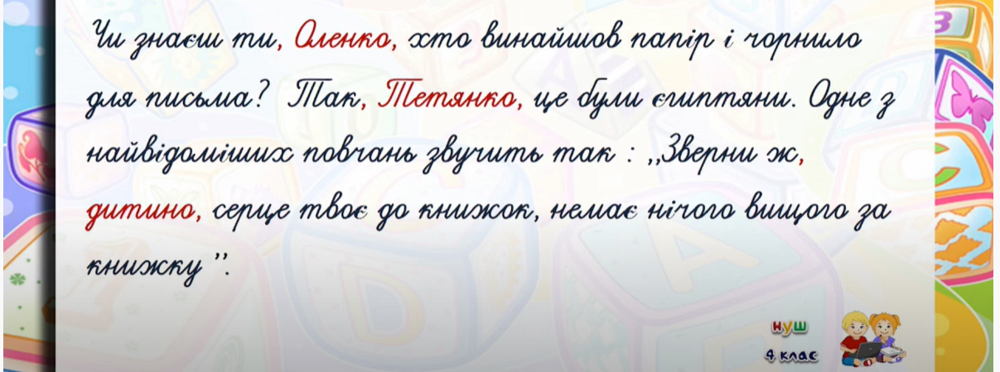 Чи знаєш ти, Оленко, хто винайшов папір і чорнило
для письма? Так, Тетянко, це були єгиптяни. Одне з
найвідоміших повчань звучить так : ,,Зверни ж,
дитино, серце твоє до книжок, немає нічого вищого за
книжку ”.
НУШ
4 клас